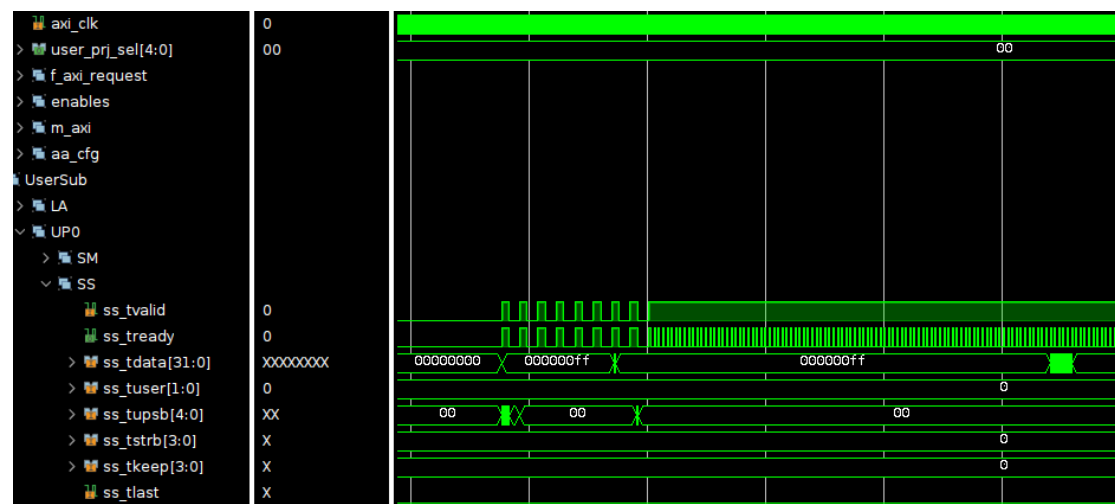 axi_clk 0
user_prj_sel[4:0] 00 00
f_axi_request
enables
m_axi
aa_cfg
UserSub
LA
UP0
SM
SS
ss_tvalid 0
ss_tready 0
ss_tdata[31:0] XXXXXXXX 00000000 000000ff 000000ff
ss_tuser[1:0] 0 0
ss_tupsb[4:0] XX 00 00 00
ss_tstrb[3:0] X 0
ss_tkeep[3:0] X 0
ss_tlast X